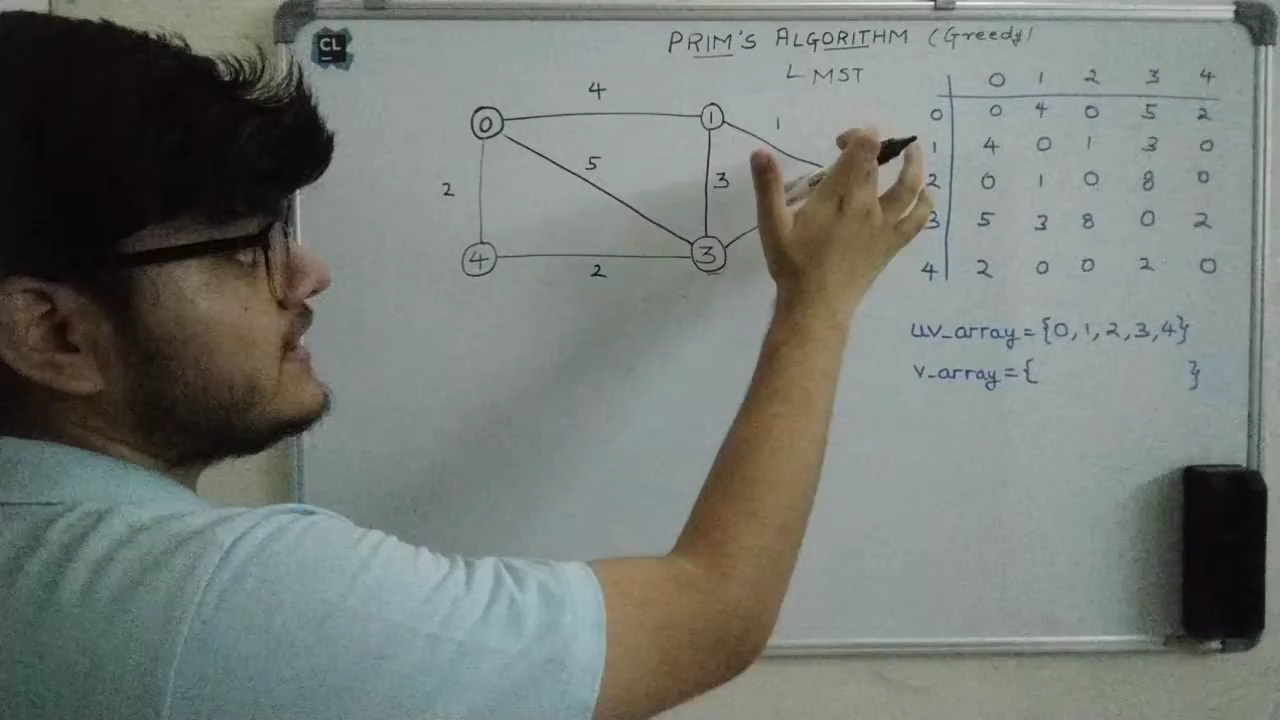 CL
PRIM'S ALGORITHM (Greedy)
L MST
4
0
1
1
5
2
3
4
2
3
0 1 2 3 4
0 0 4 0 5 2
1 4 0 1 3 0
2 0 1 0 8 0
3 5 3 8 0 2
4 2 0 0 2 0
uv_array={0,1,2,3,4}
v_array={ }